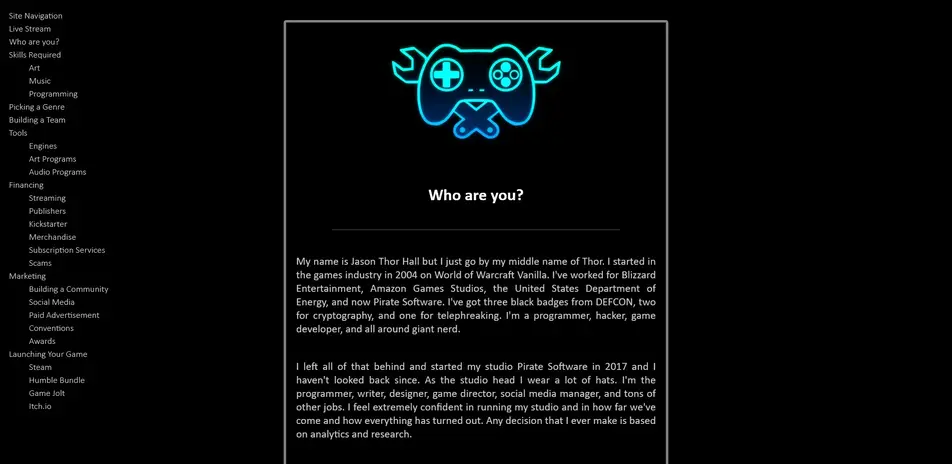 Site Navigation
Live Stream
Who are you?
Skills Required
Art
Music
Programming
Picking a Genre
Building a Team
Tools
Engines
Art Programs
Audio Programs
Financing
Streaming
Publishers
Kickstarter
Merchandise
Subscription Services
Scams
Marketing
Building a Community
Social Media
Paid Advertisement
Conventions
Awards
Launching Your Game
Steam
Humble Bundle
Game Jolt
Itch.io
Who are you?
My name is Jason Thor Hall but I just go by my middle name of Thor. I started in
the games industry in 2004 on World of Warcraft Vanilla. I've worked for Blizzard
Entertainment, Amazon Games Studios, the United States Department of
Energy, and now Pirate Software. I've got three black badges from DEFCON, two
for cryptography, and one for telephreaking. I'm a programmer, hacker, game
developer, and all around giant nerd.
I left all of that behind and started my studio Pirate Software in 2017 and I
haven't looked back since. As the studio head I wear a lot of hats. I'm the
programmer, writer, designer, game director, social media manager, and tons of
other jobs. I feel extremely confident in running my studio and in how far we've
come and how everything has turned out. Any decision that I ever make is based
on analytics and research.